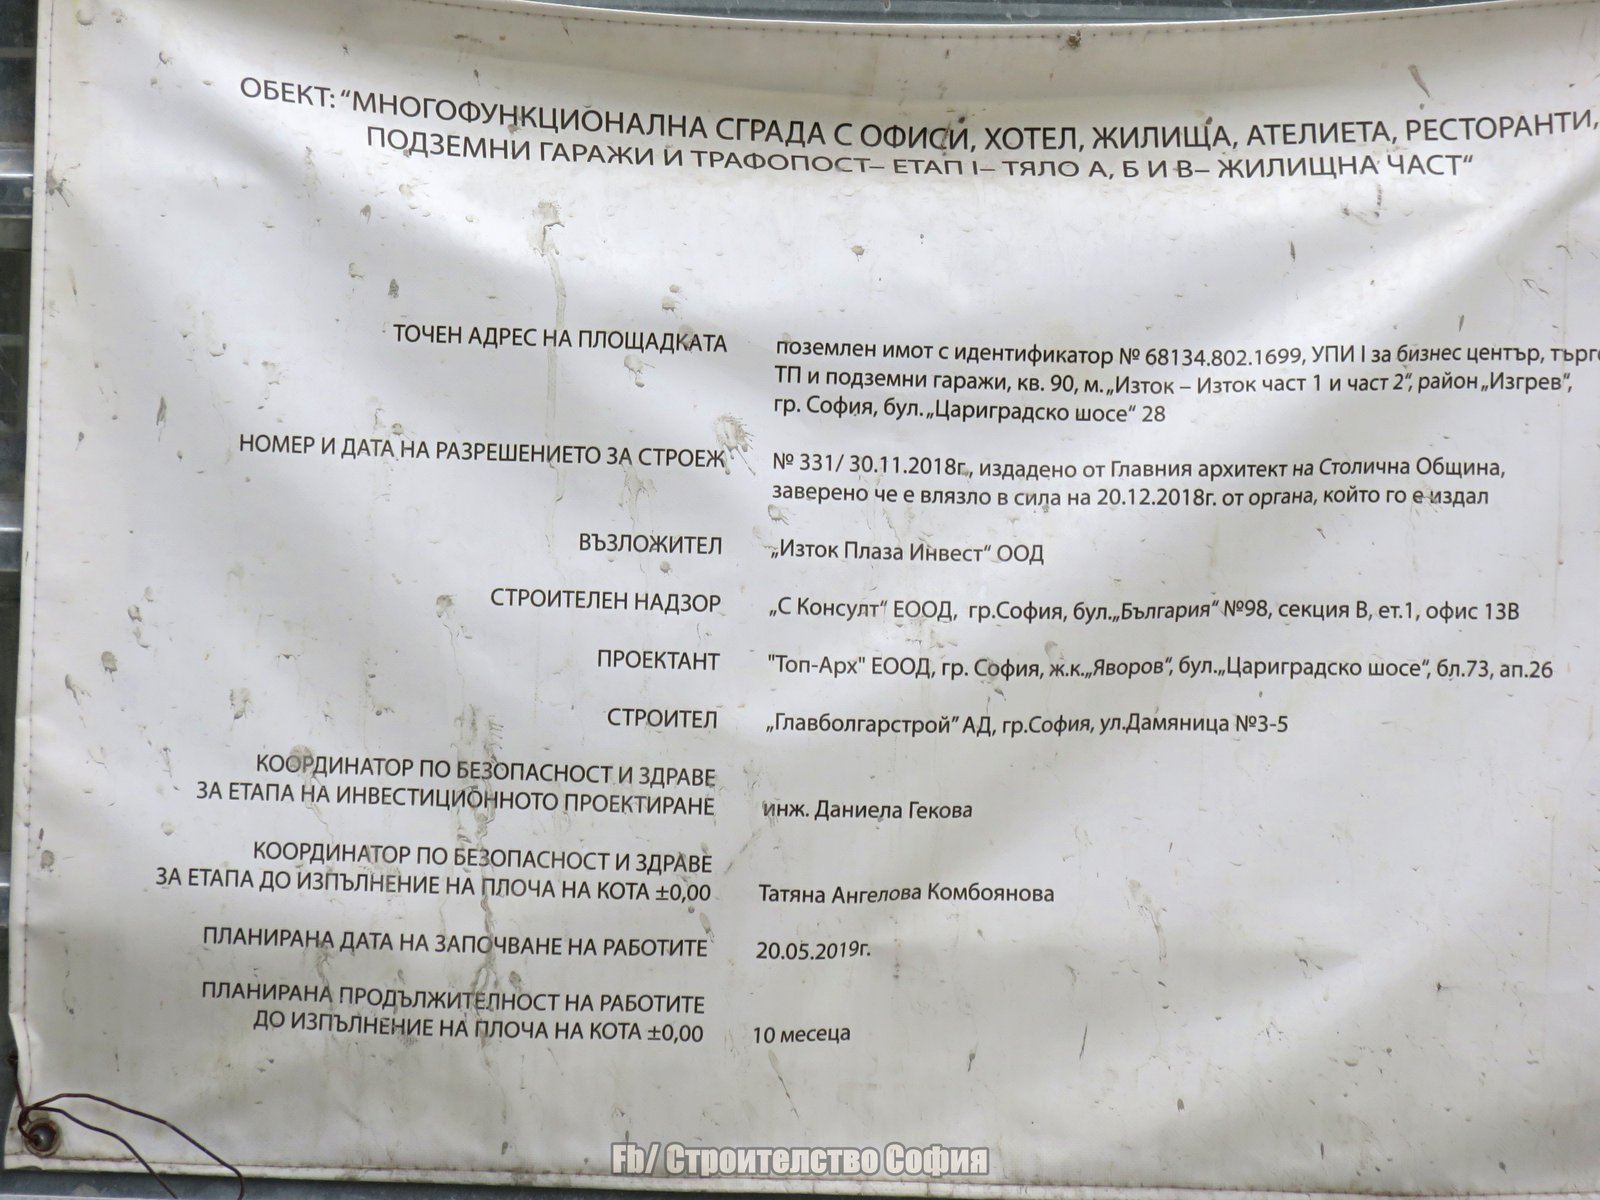 ОБЕКТ: “МНОГОФУНКЦИОНАЛНА СГРАДА С ОФИСИ, ХОТЕЛ, ЖИЛИЩА, АТЕЛИЕТА, РЕСТОРАНТИ,
ПОДЗЕМНИ ГАРАЖИ И ТРАФОПОСТ– ЕТАП I– ТЯЛО А, Б И В– ЖИЛИЩНА ЧАСТ“
ТОЧЕН АДРЕС НА ПЛОЩАДКАТА
поземлен имот с идентификатор № 68134.802.1699, УПИ I за бизнес център,
ТП и подземни гаражи, кв. 90, м. „Изток – Изток част 1 и част 2“, район „Изгрев“,
гр. София, бул. „Цариградско шосе“ 28
НОМЕР И ДАТА НА РАЗРЕШЕНИЕТО ЗА СТРОЕЖ
№ 331/ 30.11.2018г., издадено от Главния архитект на Столична Община,
заверено че е влязло в сила на 20.12.2018г. от органа, който го е издал
ВЪЗЛОЖИТЕЛ
„Изток Плаза Инвест“ ООД
СТРОИТЕЛЕН НАДЗОР
„С Консулт“ ЕООД, гр.София, бул.„България“ №98, секция В, ет.1, офис 13В
ПРОЕКТАНТ
"Топ-Арх" ЕООД, гр. София, ж.к.„Яворов“, бул.„Цариградско шосе“, бл.73, ап.26
СТРОИТЕЛ
„Главболгарстрой” АД, гр.София, ул.Дамяница №3-5
КООРДИНАТОР ПО БЕЗОПАСНОСТ И ЗДРАВЕ
ЗА ЕТАПА НА ИНВЕСТИЦИОННОТО ПРОЕКТИРАНЕ
инж. Даниела Гекова
КООРДИНАТОР ПО БЕЗОПАСНОСТ И ЗДРАВЕ
ЗА ЕТАПА ДО ИЗПЪЛНЕНИЕ НА ПЛОЧА НА КОТА ±0,00
Татяна Ангелова Комбоянова
ПЛАНИРАНА ДАТА НА ЗАПОЧВАНЕ НА РАБОТИТЕ
20.05.2019г.
ПЛАНИРАНА ПРОДЪЛЖИТЕЛНОСТ НА РАБОТИТЕ
ДО ИЗПЪЛНЕНИЕ НА ПЛОЧА НА КОТА ±0,00
10 месеца
Fb/ Строителство София